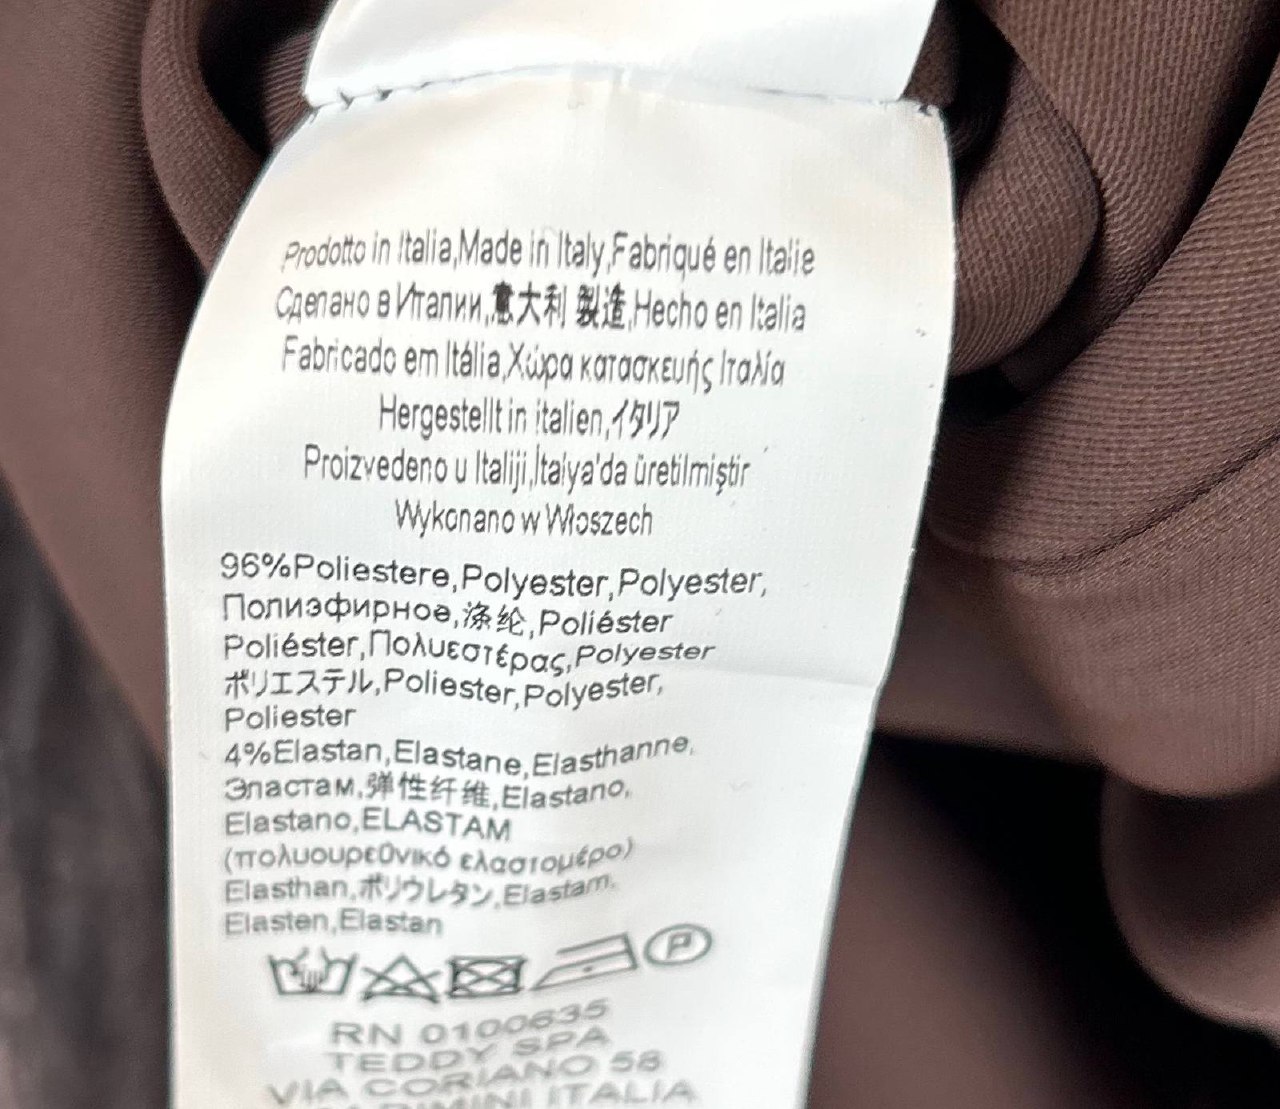 Prodotto in Italia,Made in Italy,Fabriqué en Italie
Сделано в Италии,意大利 製造,Hecho en Italia
Fabricado em Itália,Χώρα κατασκευής Ιταλία
Hergestellt in italien,イタリア
Proizvedeno u Italiji,İtalya'da üretilmiştir
Wykonano w Włoszech
96%Poliestere,Polyester,Polyester,
Полиэфирное,涤纶,Poliéster
Poliéster,Πολυεστέρας,Polyester
ポリエステル,Poliester,Polyester,
Poliester
4%Elastan,Elastane,Elasthanne,
Эластам,弹性纤维,Elastano,
Elastano,ELASTAM
(πολυουρεθνικό ελαστομέρο)
Elasthan,ポリウレタン,Elastam,
Elasten,Elastan
P
RN 0100635
TEDDY SPA
VIA CORIANO 58
RIMINI ITALIA